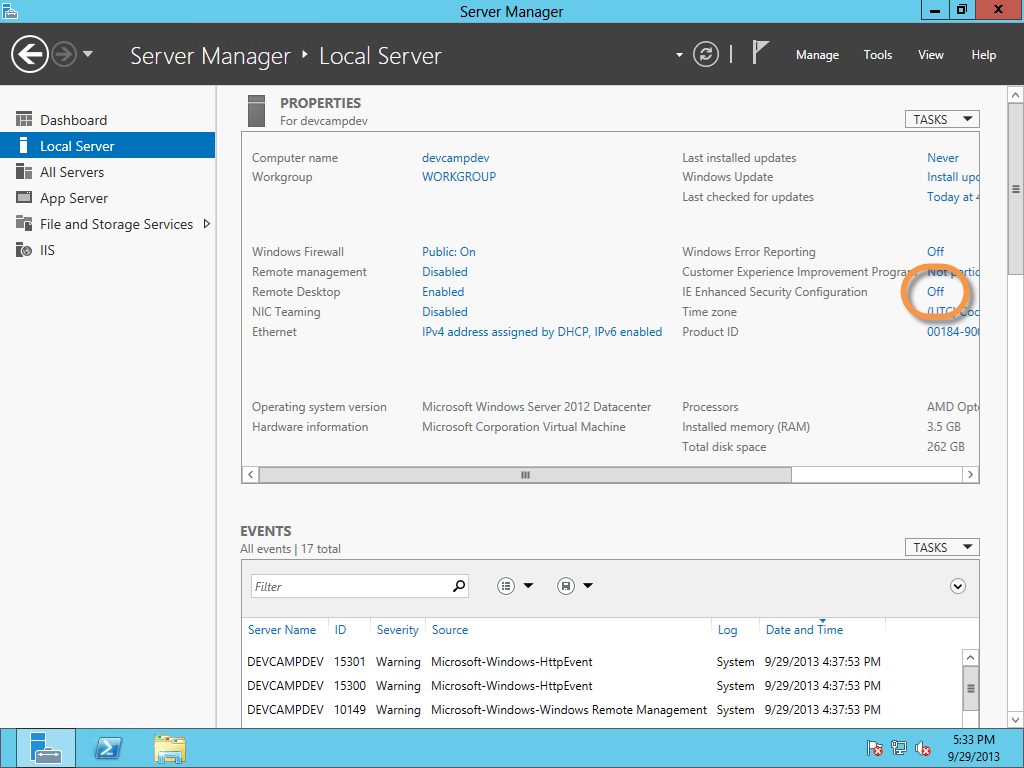 Server Manager
Server Manager ‣ Local Server
Manage Tools View Help
Dashboard
Local Server
All Servers
App Server
File and Storage Services
IIS
PROPERTIES
For devcampdev
TASKS
Computer name devcampdev
Workgroup WORKGROUP
Last installed updates Never
Windows Update Install upd
Last checked for updates Today at 4
Windows Firewall Public: On
Remote management Disabled
Remote Desktop Enabled
NIC Teaming Disabled
Ethernet IPv4 address assigned by DHCP, IPv6 enabled
Windows Error Reporting Off
Customer Experience Improvement Program Not partic
IE Enhanced Security Configuration Off
Time zone (UTC) Coo
Product ID 00184-900
Operating system version Microsoft Windows Server 2012 Datacenter
Hardware information Microsoft Corporation Virtual Machine
Processors AMD Opte
Installed memory (RAM) 3.5 GB
Total disk space 262 GB
EVENTS
All events | 17 total
TASKS
Filter
Server Name ID Severity Source Log Date and Time
DEVCAMPDEV 15301 Warning Microsoft-Windows-HttpEvent System 9/29/2013 4:37:53 PM
DEVCAMPDEV 15300 Warning Microsoft-Windows-HttpEvent System 9/29/2013 4:37:53 PM
DEVCAMPDEV 10149 Warning Microsoft-Windows-Windows Remote Management System 9/29/2013 4:37:53 PM
5:33 PM
9/29/2013